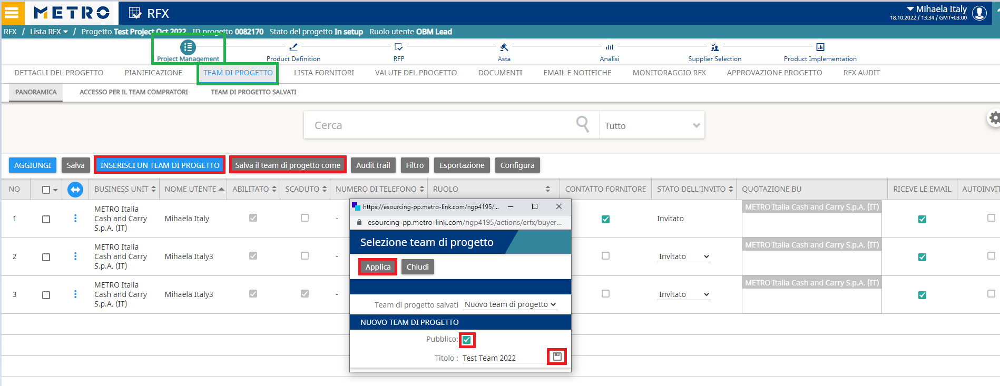 METRO RFX Mihaela Italy
18.10.2022 / 13:34 / GMT+03:00
RFX / Lista RFX / Progetto Test Project Oct 2022 ID progetto 0082170 Stato del progetto In setup Ruolo utente OBM Lead
Project Management Product Definition RFP Asta Analisi Supplier Selection Product Implementation
DETTAGLI DEL PROGETTO PIANIFICAZIONE TEAM DI PROGETTO LISTA FORNITORI VALUTE DEL PROGETTO DOCUMENTI EMAIL E NOTIFICHE MONITORAGGIO RFX APPROVAZIONE PROGETTO RFX AUDIT
PANORAMICA ACCESSO PER IL TEAM COMPRATORI TEAM DI PROGETTO SALVATI
Cerca Tutto
AGGIUNGI Salva INSERISCI UN TEAM DI PROGETTO Salva il team di progetto come Audit trail Filtro Esportazione Configura
NO BUSINESS UNIT NOME UTENTE ABILITATO SCADUTO NUMERO DI TELEFONO RUOLO CONTATTO FORNITORE STATO DELL'INVITO QUOTAZIONE BU RICEVE LE EMAIL AUTOINVIT
1 METRO Italia Cash and Carry S.p.A. (IT) Mihaela Italy - Invitato METRO Italia Cash and Carry S.p.A. (IT)
2 METRO Italia Cash and Carry S.p.A. (IT) Mihaela Italy3 - Invitato METRO Italia Cash and Carry S.p.A. (IT)
3 METRO Italia Cash and Carry S.p.A. (IT) Mihaela Italy3 - Invitato METRO Italia Cash and Carry S.p.A. (IT)
https://esourcing-pp.metro-link.com/ngp4195/...
esourcing-pp.metro-link.com/ngp4195/actions/erfx/buyer...
Selezione team di progetto
Applica Chiudi
Team di progetto salvati Nuovo team di progetto
NUOVO TEAM DI PROGETTO
Pubblico:
Titolo : Test Team 2022